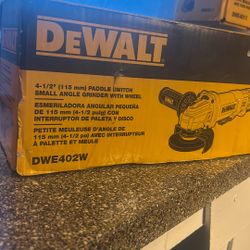 DEWALT
4-1/2" (115 mm) PADDLE SWITCH
SMALL ANGLE GRINDER WITH WHEEL
ESMERILADORA ANGULAR PEQUEÑA
DE 115 mm (4-1/2 pulg) CON
INTERRUPTOR DE PALETA Y DISCO
PETITE MEULEUSE D'ANGLE DE
115 mm (4-1/2 po) AVEC INTERRUPTEUR
À PALETTE ET MEULE
DWE402W
DEWALT